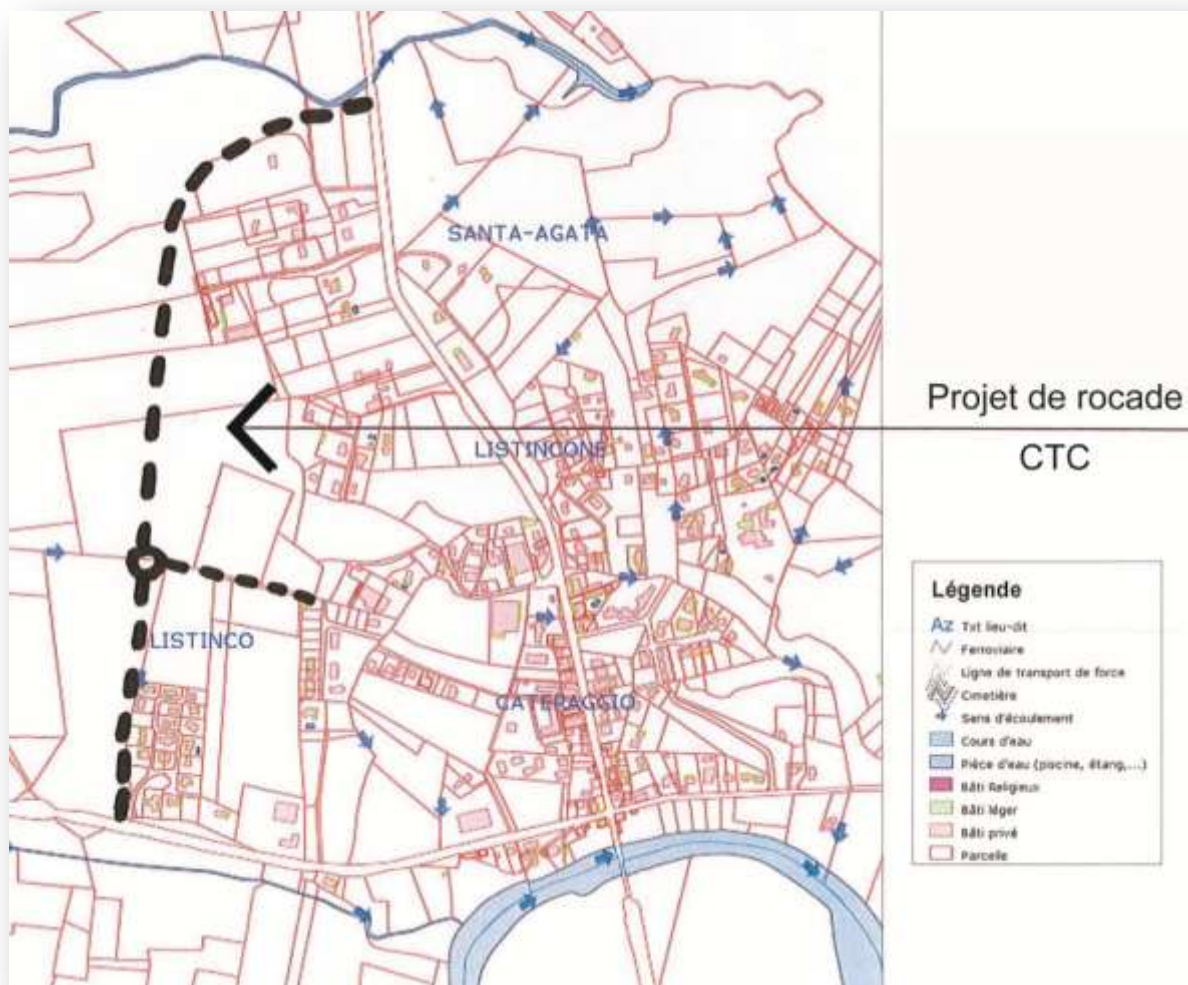 SANTA-AGATA
Projet de rocade
CTC
LISTINCONE
LISTINCO
CATERAGGIO
Légende
Az Txt lieu-dit
Ferroviaire
Ligne de transport de force
Cimetière
Sens d'écoulement
Cours d'eau
Pièce d'eau (piscine, étang,...)
Bâti Religieux
Bâti léger
Bâti privé
Parcelle